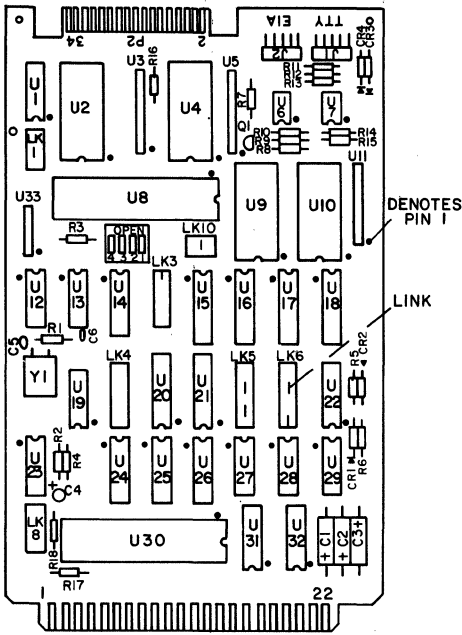 34 P2 2
EIA TTY
J2 J1
CR4 CR3
R16
U3 U5
U1 U2 U4 R7
R11
R12
R13
U6 U7
Q1
R10
R9
R8
R14
R15
LK1
U11
U8
U9 U10
DENOTES
PIN 1
U33
R3
OPEN
4 3 2 1
LK10
LK3
U12 U13 U14 U15 U16 U17 U18
LINK
C5 R1 C6
Y1
LK4 LK5 LK6
R5 CR2
U19 U20 U21 U22
R2 R4
U23 U24 U25 U26 U27 U28 U29
CR1 R6
+ C4
LK8
R18
U30
U31 U32
+ C1 + C2 C3 +
R17
1 22